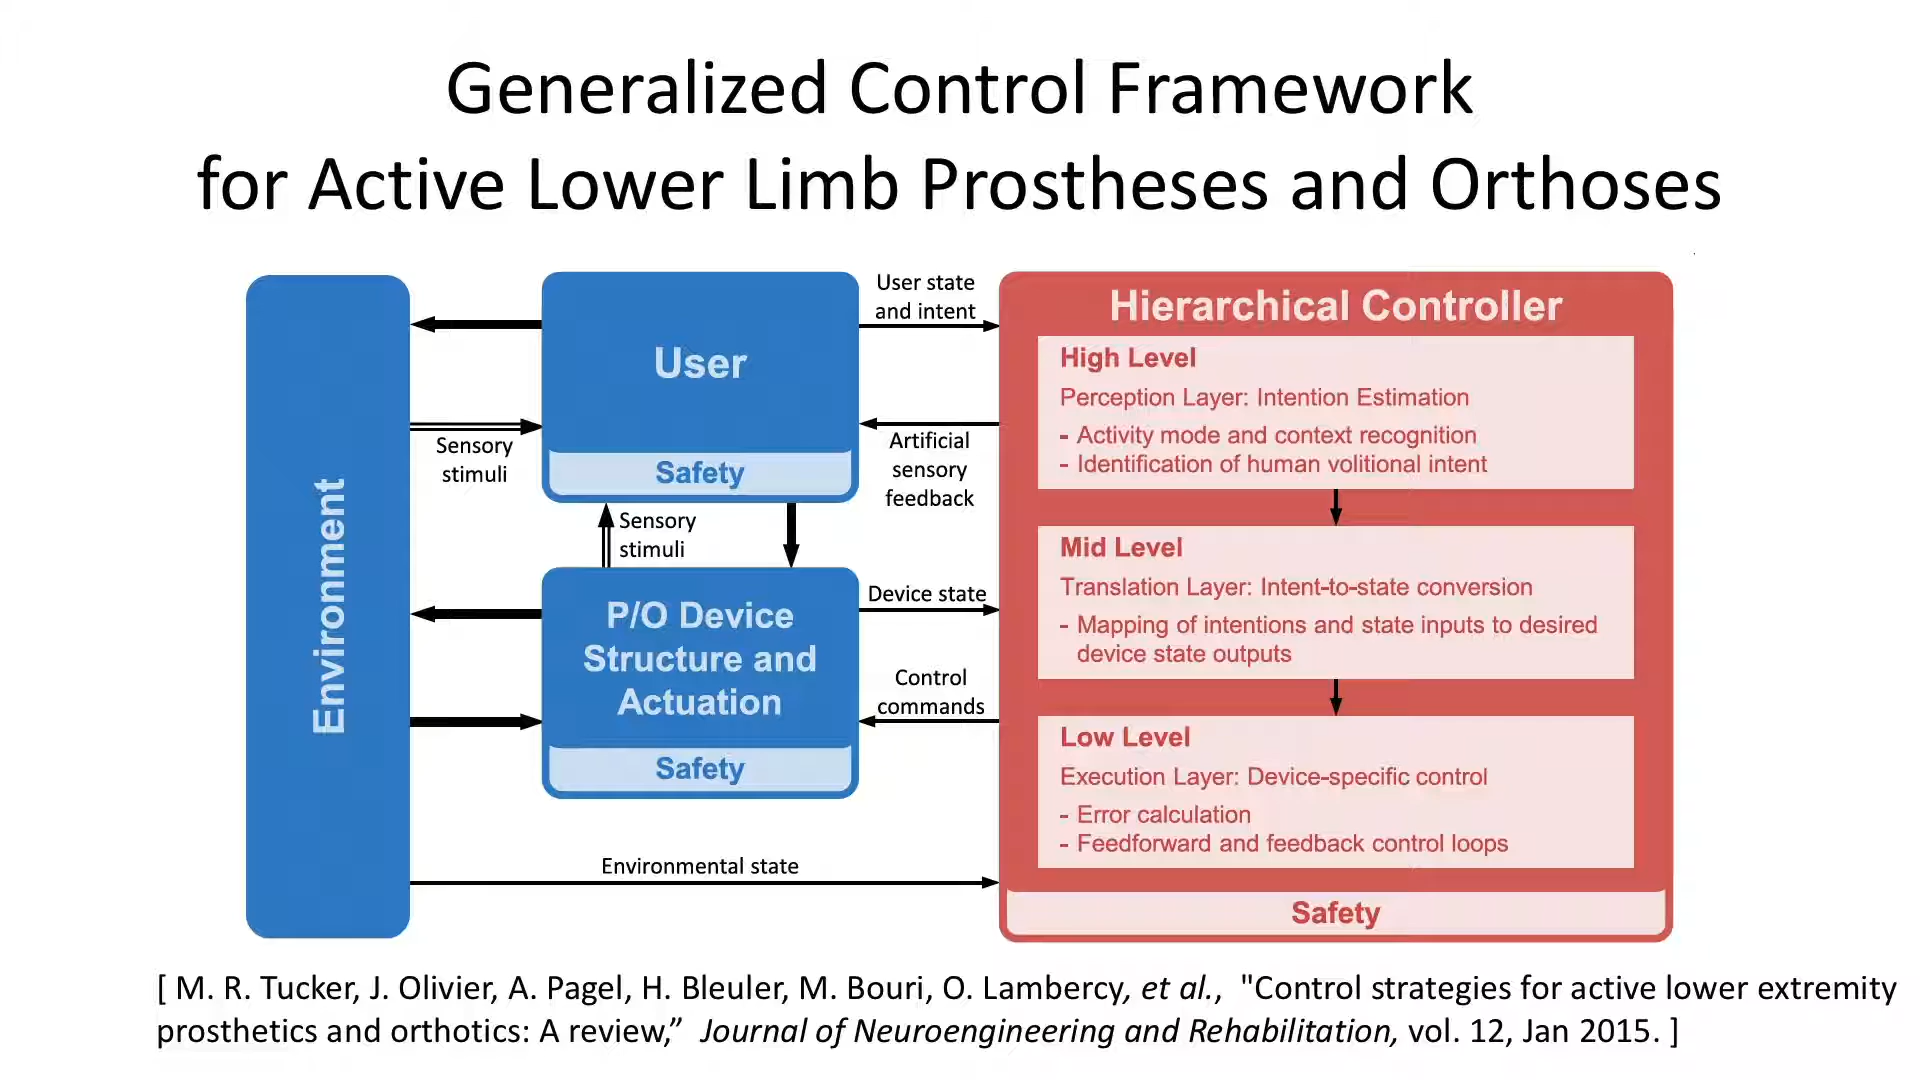 Generalized Control Framework
for Active Lower Limb Prostheses and Orthoses
Environment
Sensory
stimuli
User
Safety
Sensory
stimuli
P/O Device
Structure and
Actuation
Safety
User state
and intent
Artificial
sensory
feedback
Device state
Control
commands
Environmental state
Hierarchical Controller
High Level
Perception Layer: Intention Estimation
- Activity mode and context recognition
- Identification of human volitional intent
Mid Level
Translation Layer: Intent-to-state conversion
- Mapping of intentions and state inputs to desired
device state outputs
Low Level
Execution Layer: Device-specific control
- Error calculation
- Feedforward and feedback control loops
Safety
[ M. R. Tucker, J. Olivier, A. Pagel, H. Bleuler, M. Bouri, O. Lambercy, et al., "Control strategies for active lower extremity
prosthetics and orthotics: A review,” Journal of Neuroengineering and Rehabilitation, vol. 12, Jan 2015. ]